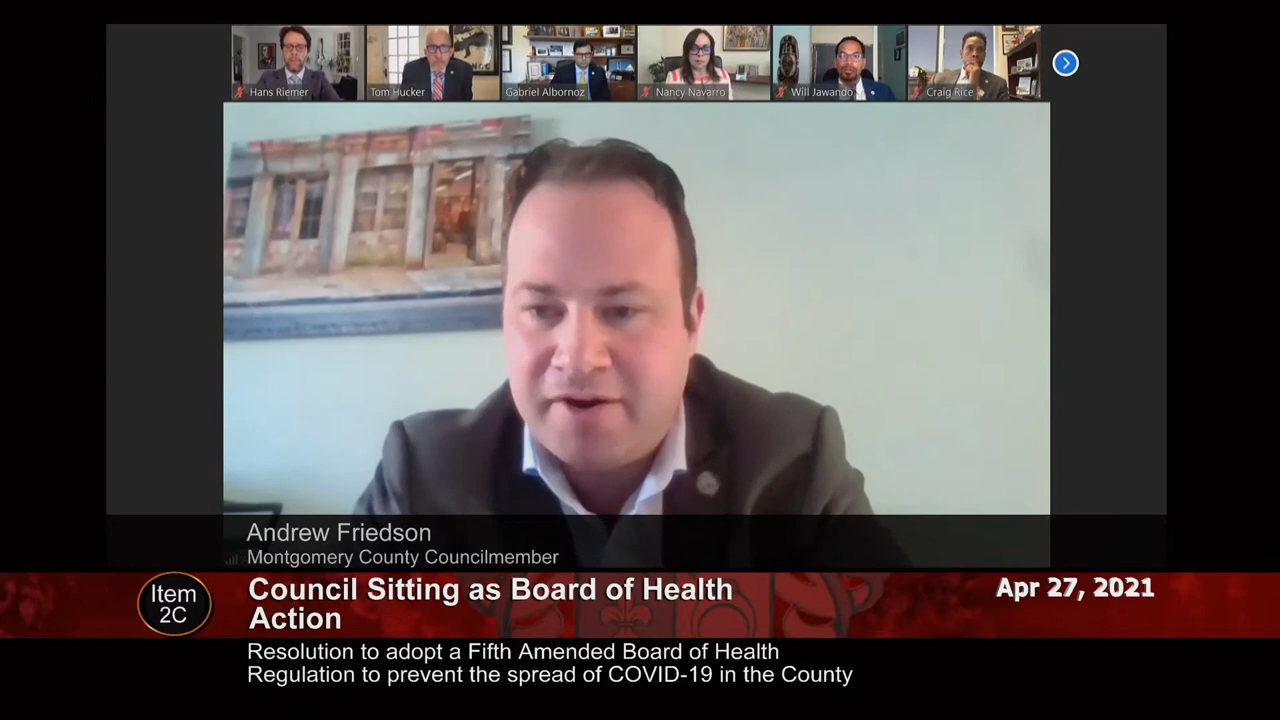 Hans Riemer
Tom Hucker
Gabriel Albornoz
Nancy Navarro
Will Jawando
Craig Rice
Andrew Friedson
Montgomery County Councilmember
Item
2C
Council Sitting as Board of Health
Action
Apr 27, 2021
Resolution to adopt a Fifth Amended Board of Health
Regulation to prevent the spread of COVID-19 in the County